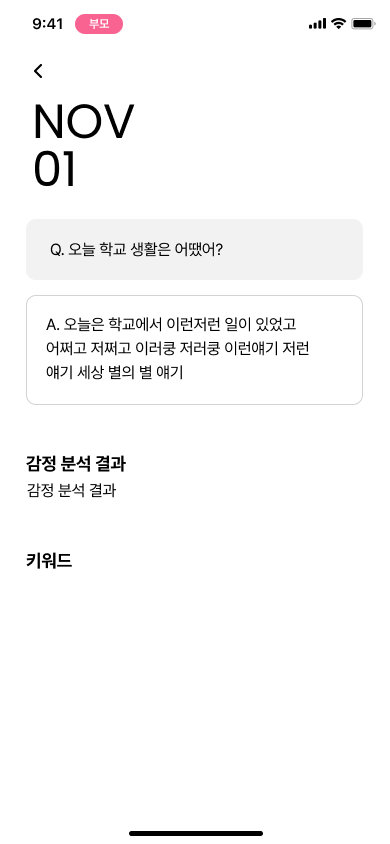 9:41
부모
NOV
01
Q. 오늘 학교 생활은 어땠어?
A. 오늘은 학교에서 이런저런 일이 있었고
어쩌고 저쩌고 이러쿵 저러쿵 이런얘기 저런
얘기 세상 별의 별 얘기
감정 분석 결과
감정 분석 결과
키워드